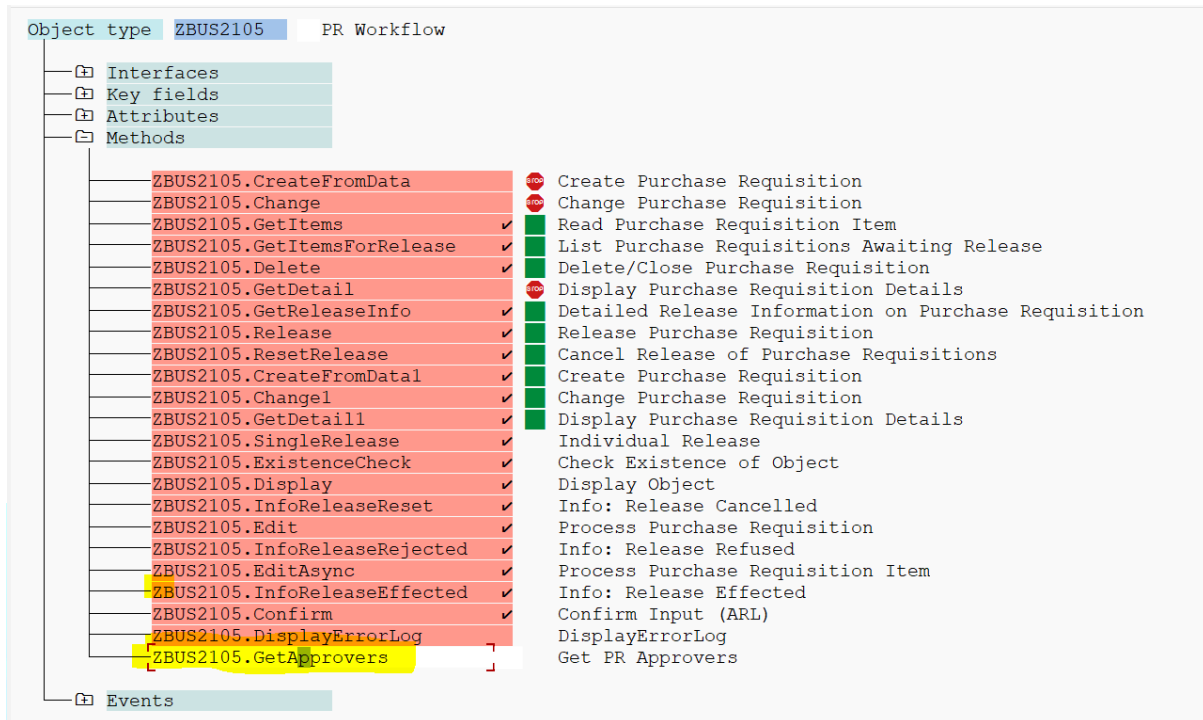 Object type ZBUS2105 PR Workflow
Interfaces
Key fields
Attributes
Methods
ZBUS2105.CreateFromData STOP Create Purchase Requisition
ZBUS2105.Change STOP Change Purchase Requisition
ZBUS2105.GetItems ✔ Read Purchase Requisition Item
ZBUS2105.GetItemsForRelease ✔ List Purchase Requisitions Awaiting Release
ZBUS2105.Delete ✔ Delete/Close Purchase Requisition
ZBUS2105.GetDetail STOP Display Purchase Requisition Details
ZBUS2105.GetReleaseInfo ✔ Detailed Release Information on Purchase Requisition
ZBUS2105.Release ✔ Release Purchase Requisition
ZBUS2105.ResetRelease ✔ Cancel Release of Purchase Requisitions
ZBUS2105.CreateFromData1 ✔ Create Purchase Requisition
ZBUS2105.Change1 ✔ Change Purchase Requisition
ZBUS2105.GetDetail1 ✔ Display Purchase Requisition Details
ZBUS2105.SingleRelease ✔ Individual Release
ZBUS2105.ExistenceCheck ✔ Check Existence of Object
ZBUS2105.Display ✔ Display Object
ZBUS2105.InfoReleaseReset ✔ Info: Release Cancelled
ZBUS2105.Edit ✔ Process Purchase Requisition
ZBUS2105.InfoReleaseRejected ✔ Info: Release Refused
ZBUS2105.EditAsync ✔ Process Purchase Requisition Item
ZBUS2105.InfoReleaseEffected ✔ Info: Release Effected
ZBUS2105.Confirm ✔ Confirm Input (ARL)
ZBUS2105.DisplayErrorLog DisplayErrorLog
ZBUS2105.GetApprovers Get PR Approvers
Events